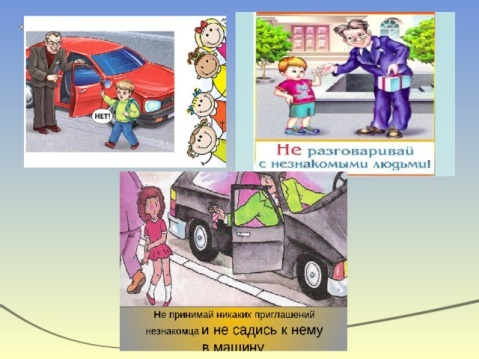 НЕТ!
Не разговаривай
с незнакомыми людьми!
Не принимай никаких приглашений
незнакомца и не садись к нему
в машину